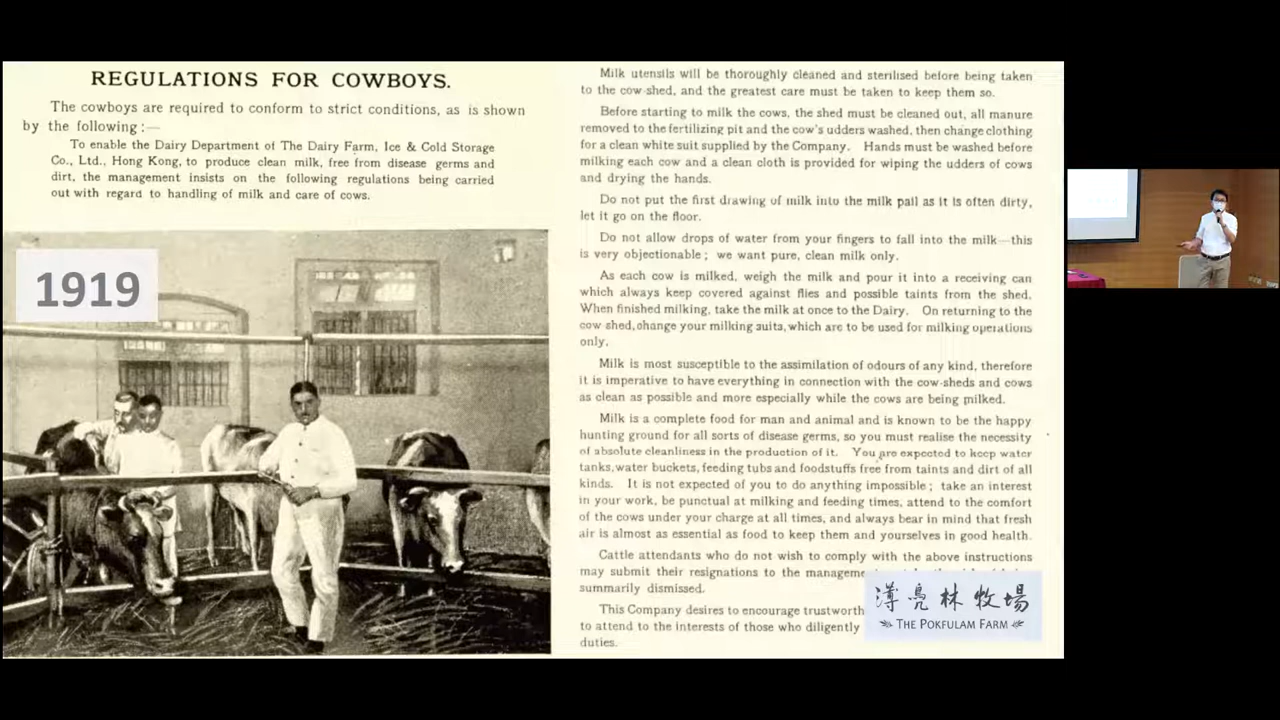 REGULATIONS FOR COWBOYS.
The cowboys are required to conform to strict conditions, as is shown
by the following :—
To enable the Dairy Department of The Dairy Farm, Ice & Cold Storage
Co., Ltd., Hong Kong, to produce clean milk, free from disease germs and
dirt, the management insists on the following regulations being carried
out with regard to handling of milk and care of cows.
1919
Milk utensils will be thoroughly cleaned and sterilised before being taken
to the cow-shed, and the greatest care must be taken to keep them so.
Before starting to milk the cows, the shed must be cleaned out, all manure
removed to the fertilizing pit and the cow's udders washed, then change clothing
for a clean white suit supplied by the Company. Hands must be washed before
milking each cow and a clean cloth is provided for wiping the udders of cows
and drying the hands.
Do not put the first drawing of milk into the milk pail as it is often dirty,
let it go on the floor.
Do not allow drops of water from your fingers to fall into the milk—this
is very objectionable ; we want pure, clean milk only.
As each cow is milked, weigh the milk and pour it into a receiving can
which always keep covered against flies and possible taints from the shed.
When finished milking, take the milk at once to the Dairy. On returning to the
cow shed, change your milking suits, which are to be used for milking operations
only.
Milk is most susceptible to the assimilation of odours of any kind, therefore
it is imperative to have everything in connection with the cow-sheds and cows
as clean as possible and more especially while the cows are being milked.
Milk is a complete food for man and animal and is known to be the happy
hunting ground for all sorts of disease germs, so you must realise the necessity
of absolute cleanliness in the production of it. You are expected to keep water
tanks, water buckets, feeding tubs and foodstuffs free from taints and dirt of all
kinds. It is not expected of you to do anything impossible ; take an interest
in your work, be punctual at milking and feeding times, attend to the comfort
of the cows under your charge at all times, and always bear in mind that fresh
air is almost as essential as food to keep them and yourselves in good health.
Cattle attendants who do not wish to comply with the above instructions
may submit their resignations to the manageme
summarily dismissed.
This Company desires to encourage trustworth
to attend to the interests of those who diligently
duties.
薄鳧林牧場
THE POKFULAM FARM